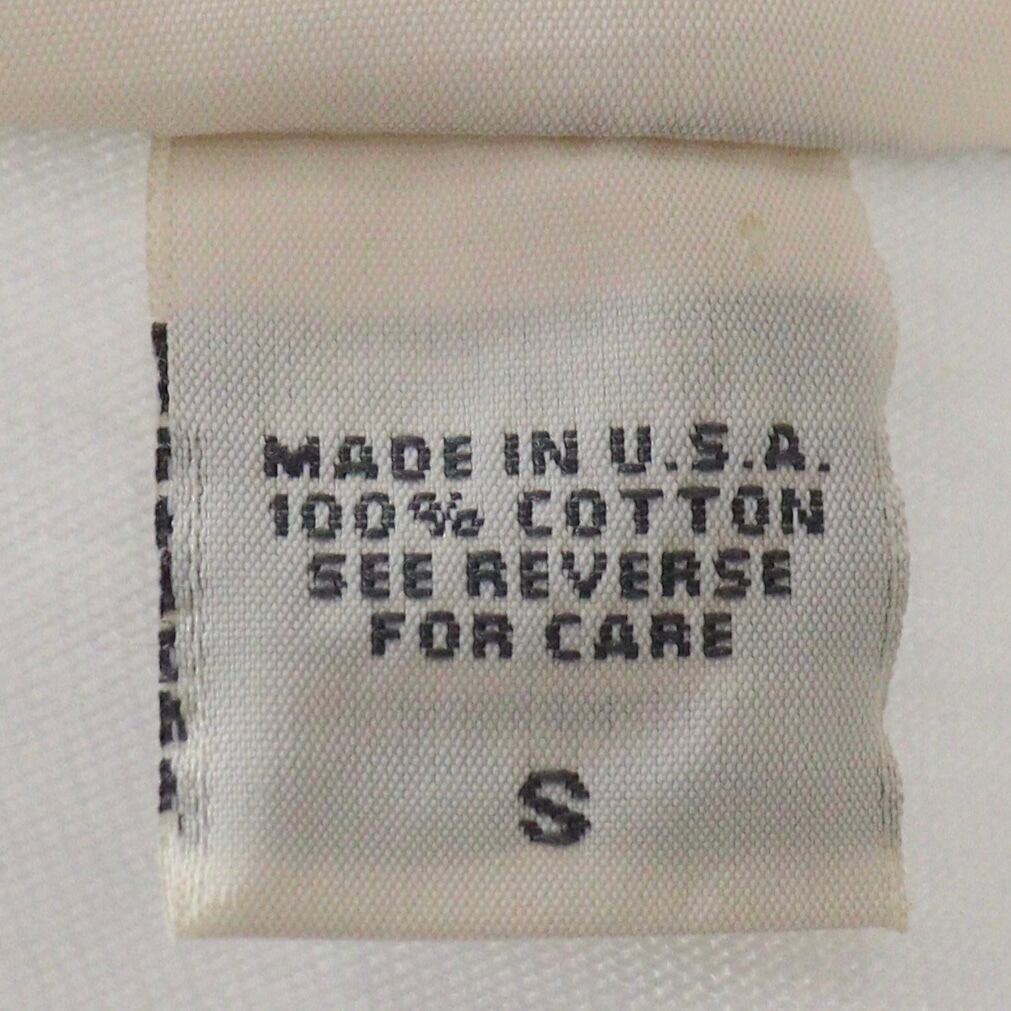 MADE IN U.S.A.
100% COTTON
SEE REVERSE
FOR CARE
S